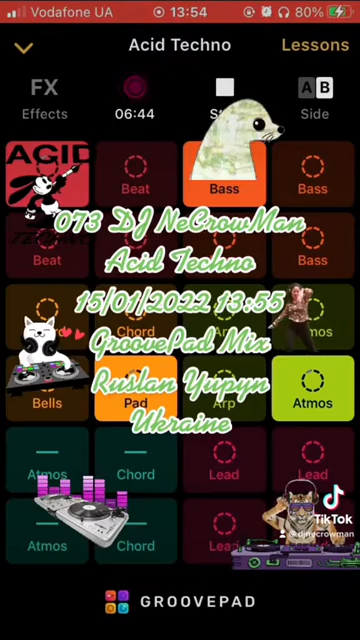 Vodafone UA 13:54 80%
Acid Techno Lessons
FX A B
Effects 06:44 Side
ACID Beat Bass Bass
Beat Bass
073 DJ NeCrowMan
Acid Techno
15/01/2022 13:55
GroovePad Mix
Ruslan Yupyn
Ukraine
Chord
Bells Pad Arp Atmos
Atmos Chord Lead Lead
Atmos Chord
TikTok
@djnecrowman
GROOVEPAD